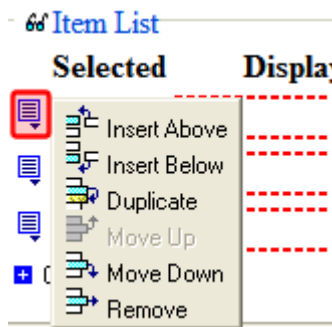 Item List
Selected Display
Insert Above
Insert Below
Duplicate
Move Up
Move Down
Remove